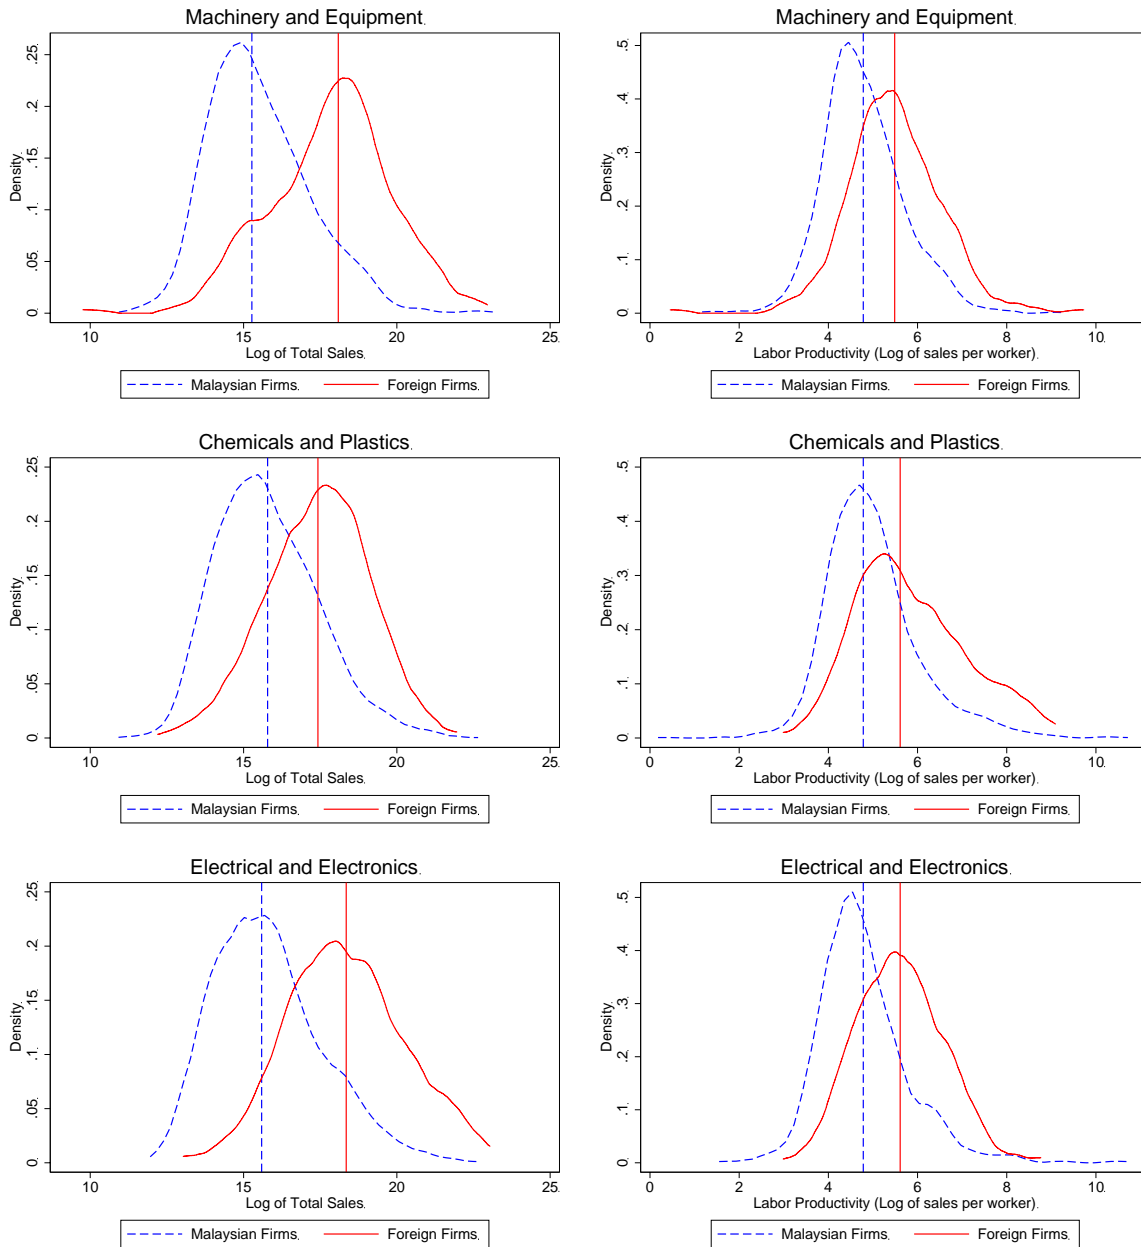 Machinery and Equipment.
Density.
0 .05. .1 .15. .2 .25.
10 15. 20 25.
Log of Total Sales.
Malaysian Firms. Foreign Firms.
Machinery and Equipment.
Density.
0 .1 .2 .3 .4 .5.
0 2 4 6 8 10.
Labor Productivity (Log of sales per worker).
Malaysian Firms. Foreign Firms.
Chemicals and Plastics.
Density.
0 .05. .1 .15. .2 .25.
10 15. 20 25.
Log of Total Sales.
Malaysian Firms. Foreign Firms.
Chemicals and Plastics.
Density.
0 .1 .2 .3 .4 .5.
0 2 4 6 8 10.
Labor Productivity (Log of sales per worker).
Malaysian Firms. Foreign Firms.
Electrical and Electronics.
Density.
0 .05. .1 .15. .2 .25.
10 15. 20 25.
Log of Total Sales.
Malaysian Firms. Foreign Firms.
Electrical and Electronics.
Density.
0 .1 .2 .3 .4 .5.
0 2 4 6 8 10.
Labor Productivity (Log of sales per worker).
Malaysian Firms. Foreign Firms.